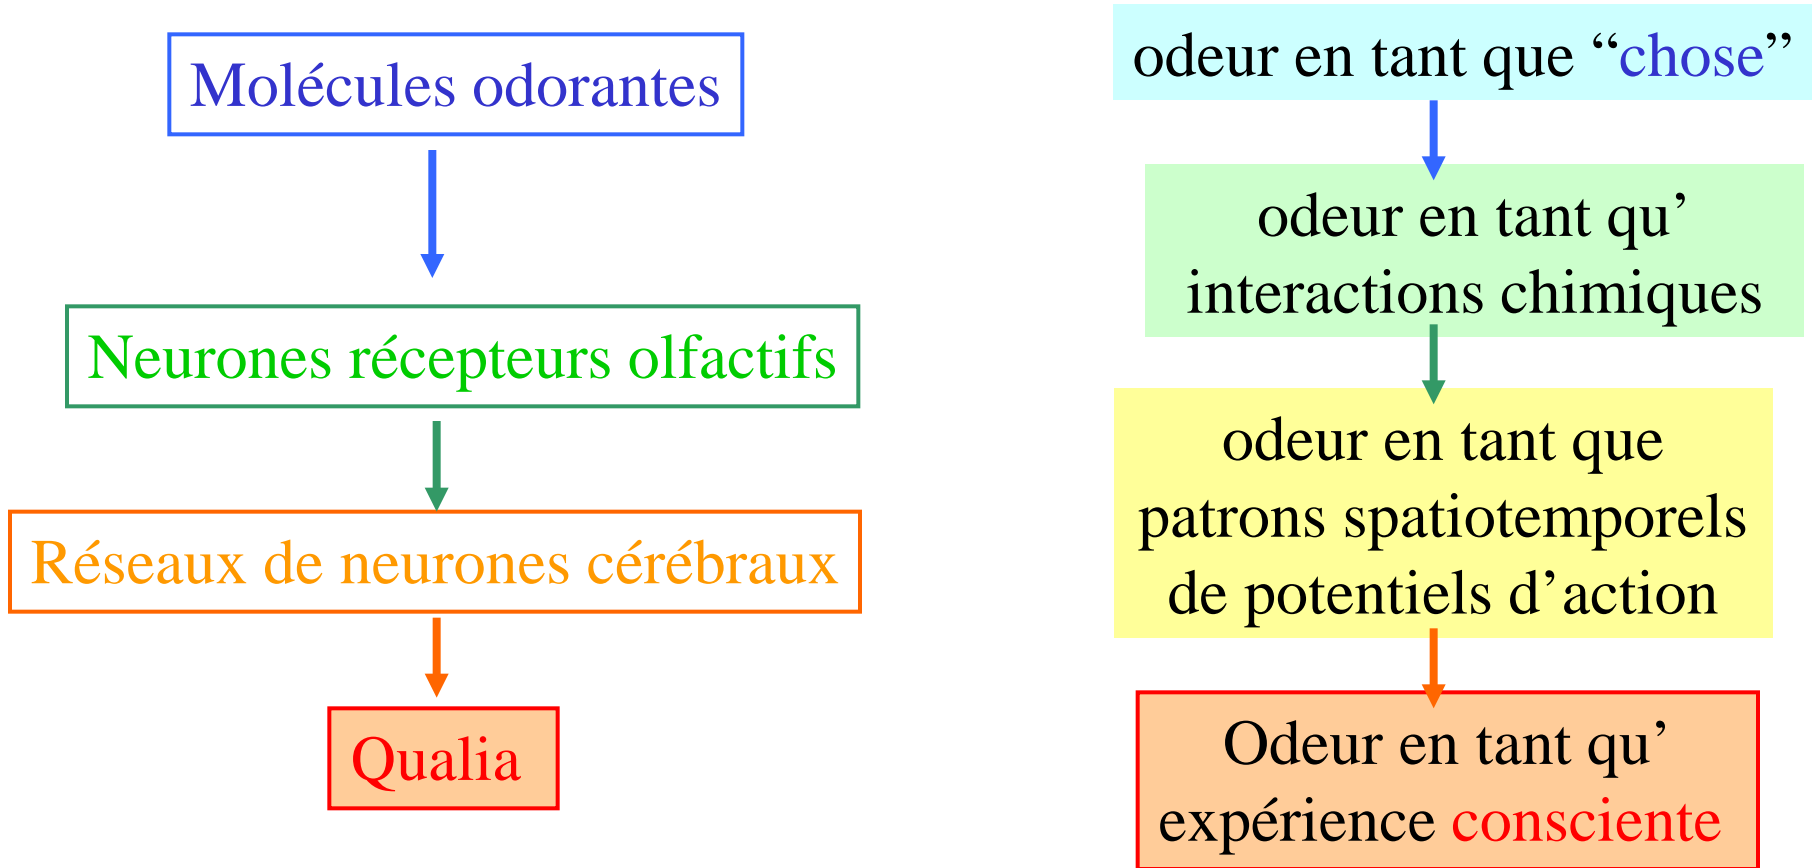 Molécules odorantes
Neurones récepteurs olfactifs
Réseaux de neurones cérébraux
Qualia
odeur en tant que “chose”
odeur en tant qu’
interactions chimiques
odeur en tant que
patrons spatiotemporels
de potentiels d’action
Odeur en tant qu’
expérience consciente